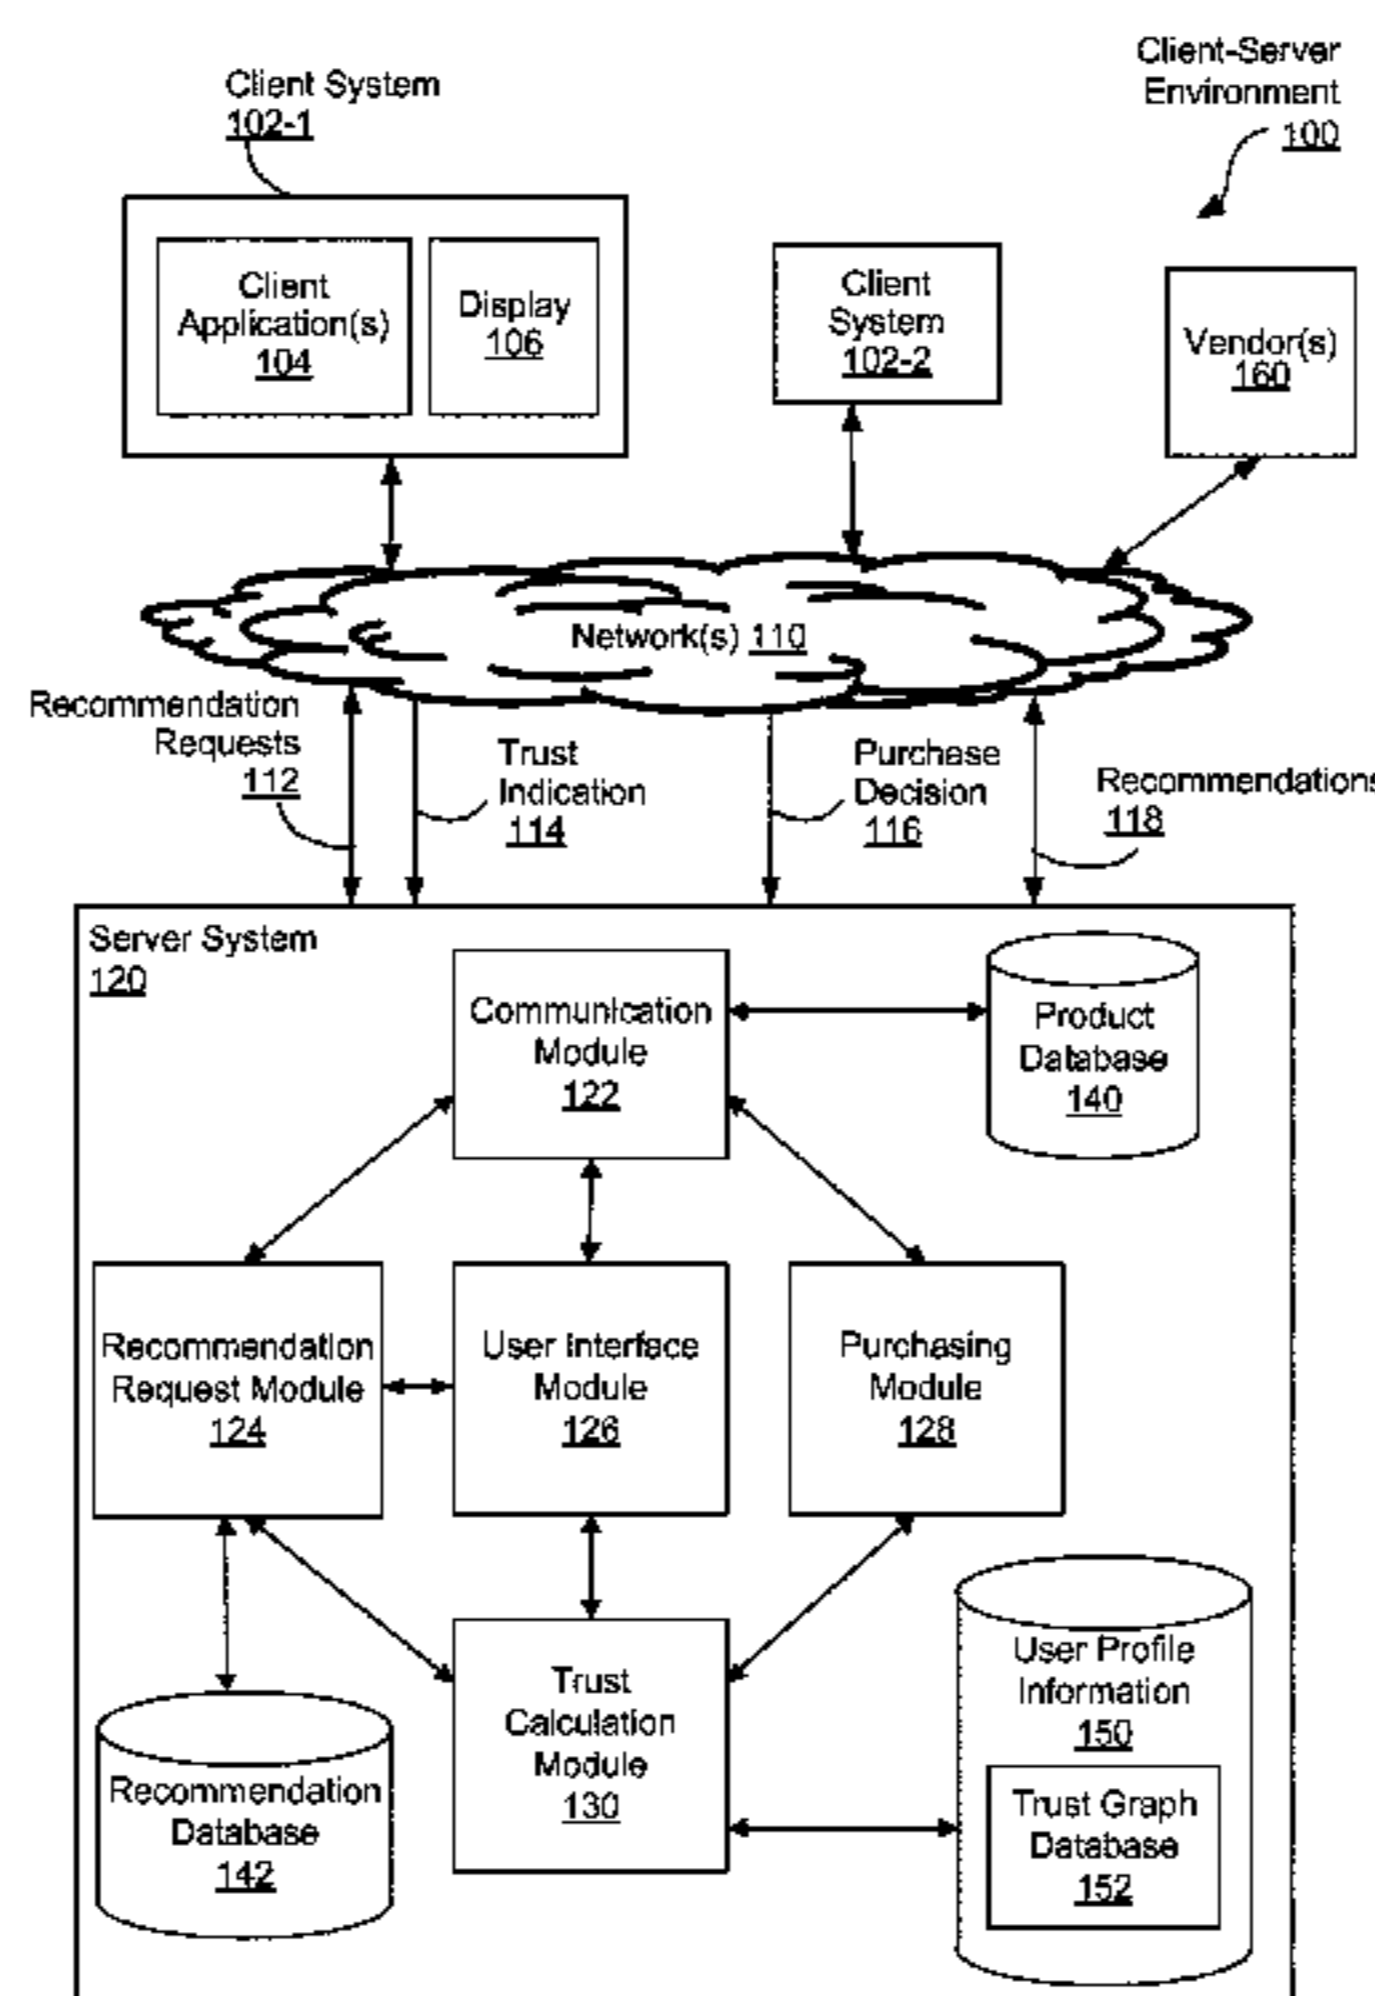 Client-Server
Environment
100
Client System
102-1
Client
Application(s)
104
Display
106
Client
System
102-2
Vendor(s)
160
Network(s) 110
Recommendation
Requests
112
Trust
Indication
114
Purchase
Decision
116
Recommendations
118
Server System
120
Communication
Module
122
Product
Database
140
Recommendation
Request Module
124
User Interface
Module
126
Purchasing
Module
128
Trust
Calculation
Module
130
Recommendation
Database
142
User Profile
Information
150
Trust Graph
Database
152